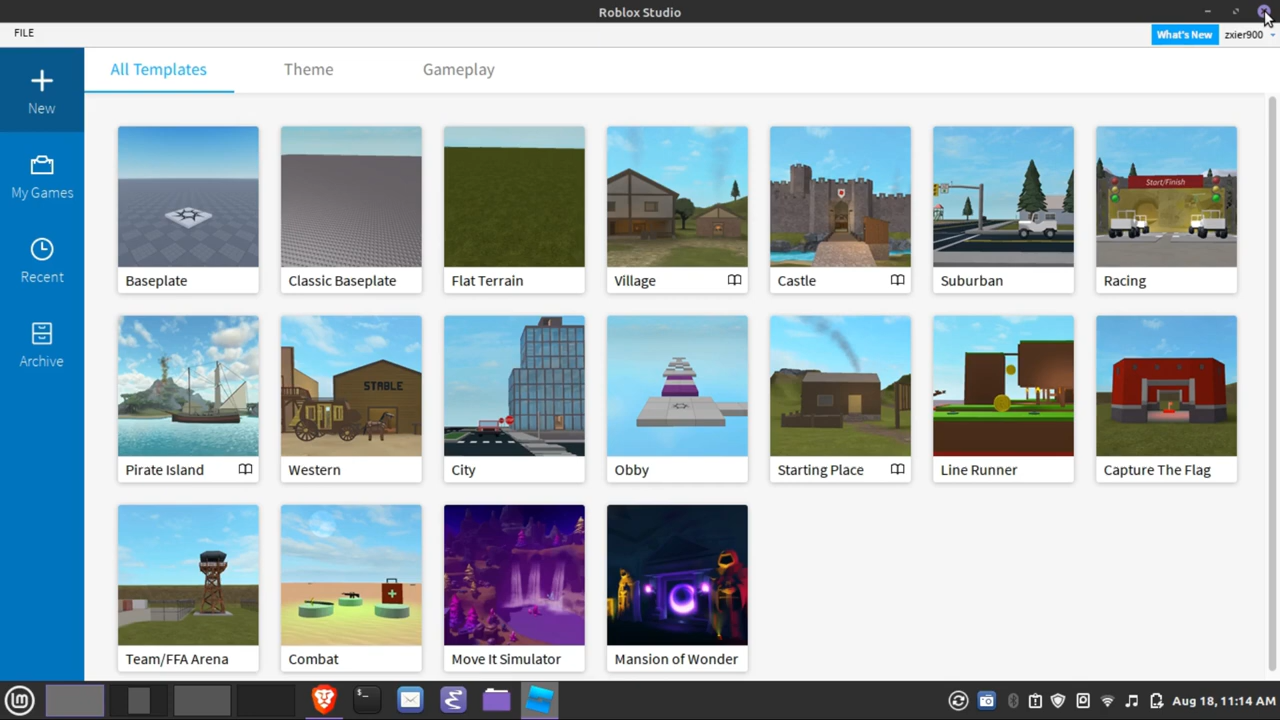 Roblox Studio
FILE
What's New
zxier900
New
My Games
Recent
Archive
All Templates
Theme
Gameplay
Baseplate
Classic Baseplate
Flat Terrain
Village
Castle
Suburban
Start/Finish
Racing
Pirate Island
STABLE
Western
City
Obby
Starting Place
Line Runner
Capture The Flag
Team/FFA Arena
Combat
Move It Simulator
Mansion of Wonder
Aug 18, 11:14 AM